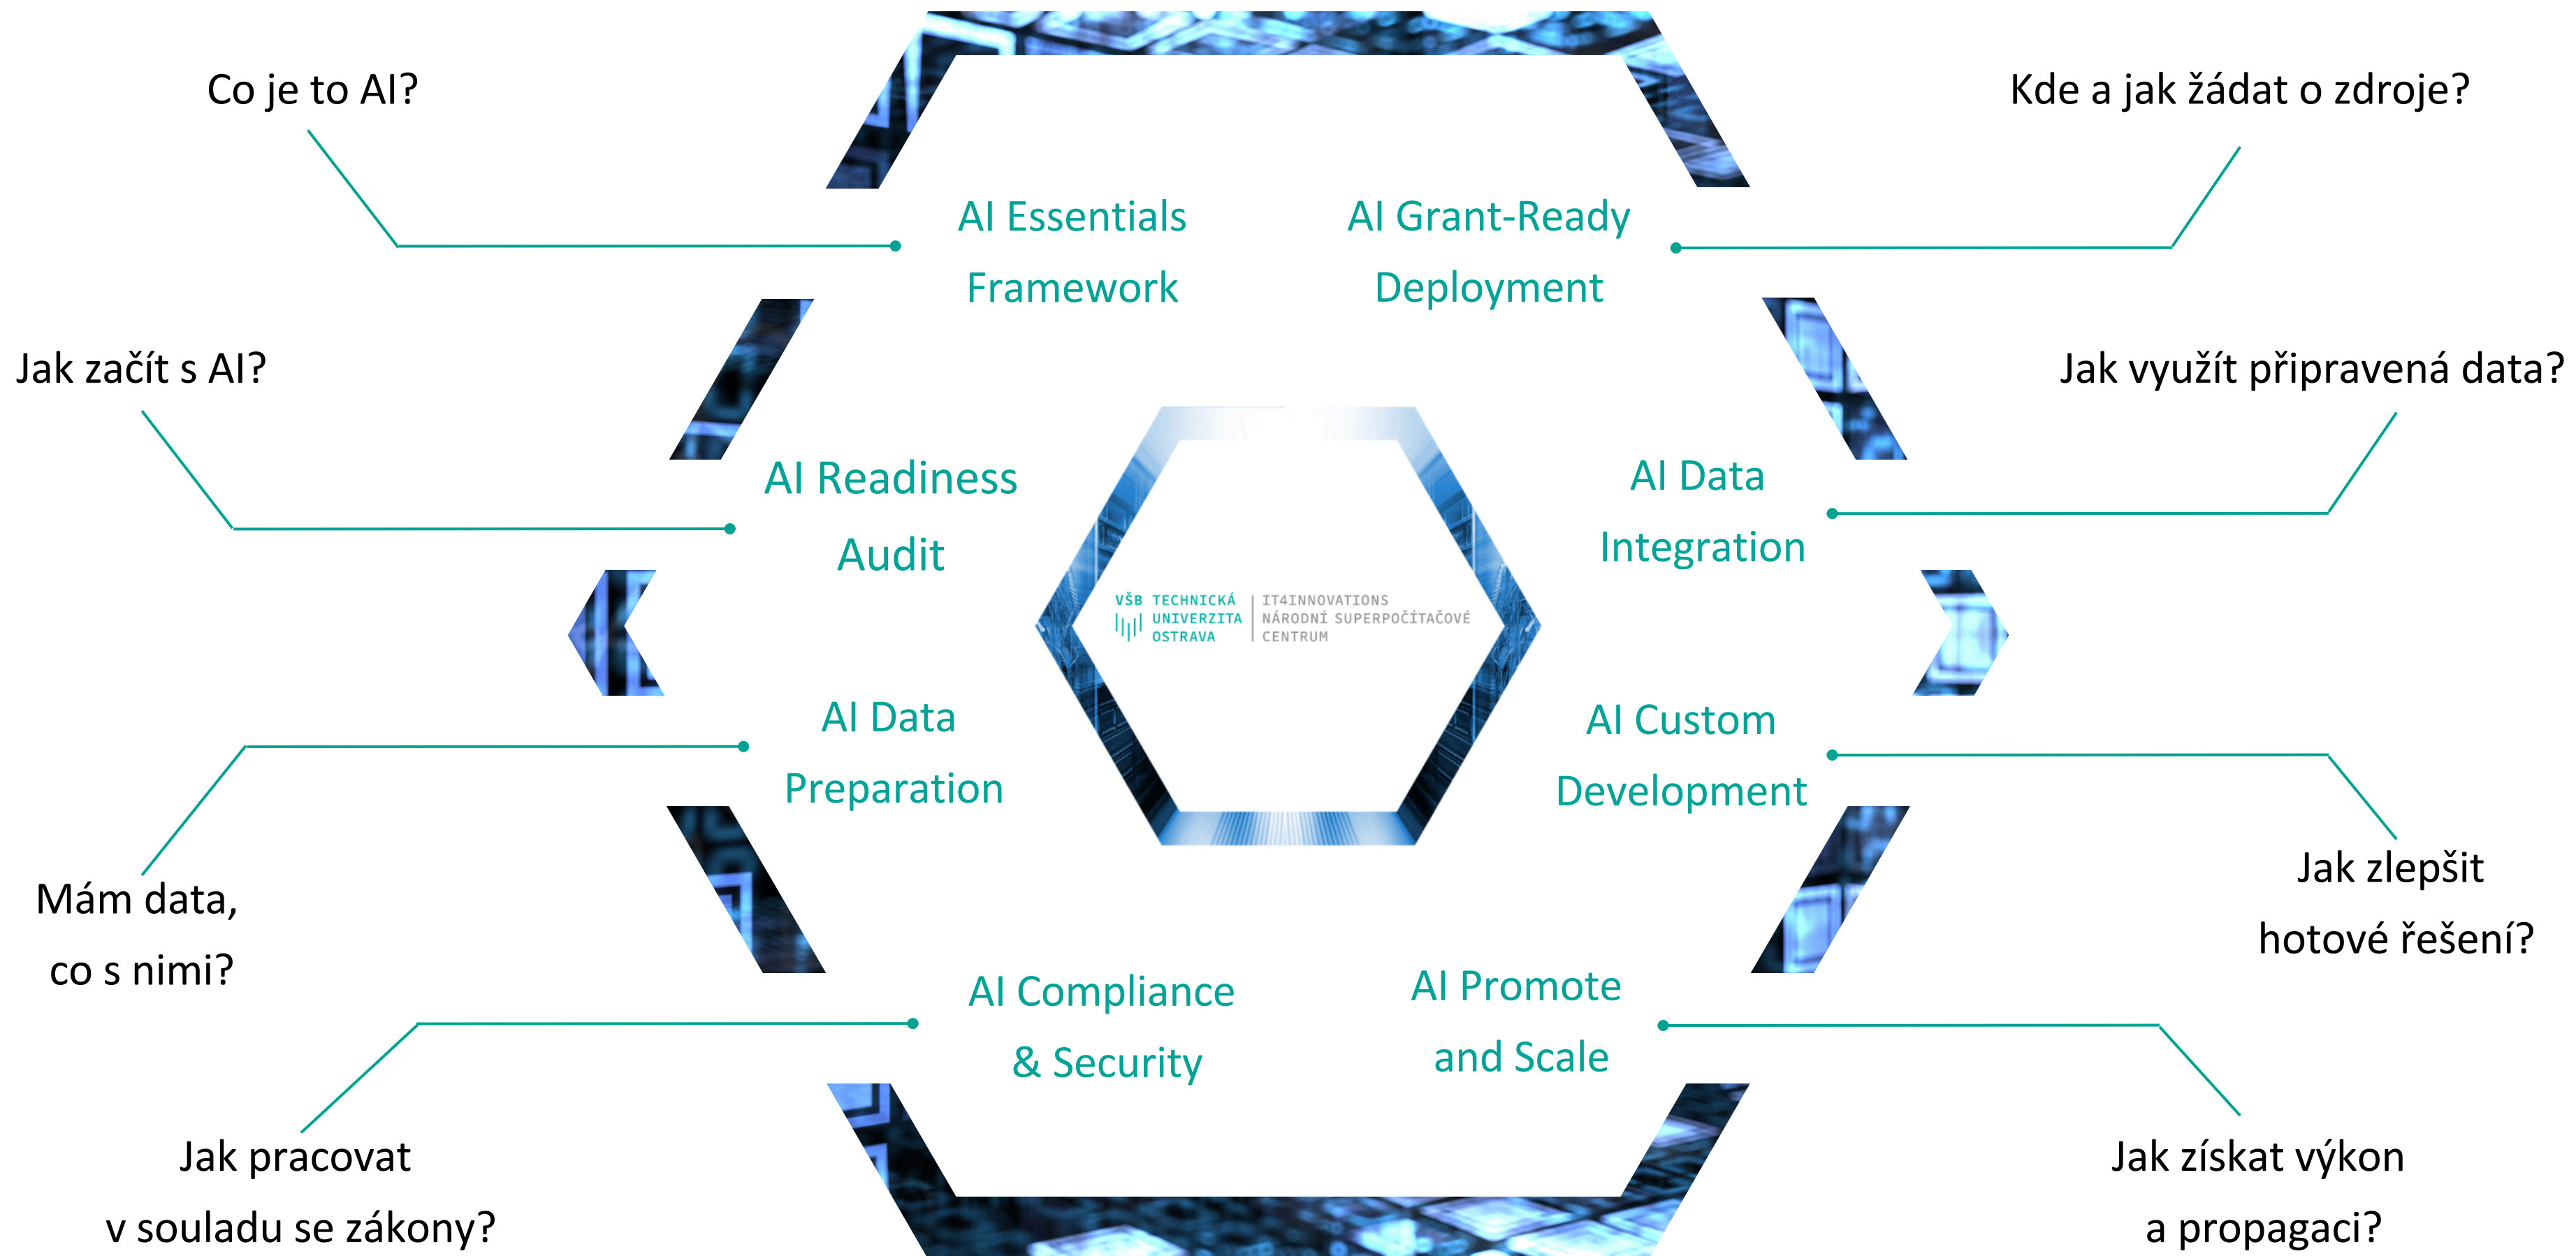 Co je to AI?
Kde a jak žádat o zdroje?
AI Essentials
Framework
AI Grant-Ready
Deployment
Jak začít s AI?
Jak využít připravená data?
AI Readiness
Audit
AI Data
Integration
VŠB TECHNICKÁ
UNIVERZITA
OSTRAVA
IT4INNOVATIONS
NÁRODNÍ SUPERPOČÍTAČOVÉ
CENTRUM
AI Data
Preparation
AI Custom
Development
Mám data,
co s nimi?
Jak zlepšit
hotové řešení?
AI Compliance
& Security
AI Promote
and Scale
Jak pracovat
v souladu se zákony?
Jak získat výkon
a propagaci?